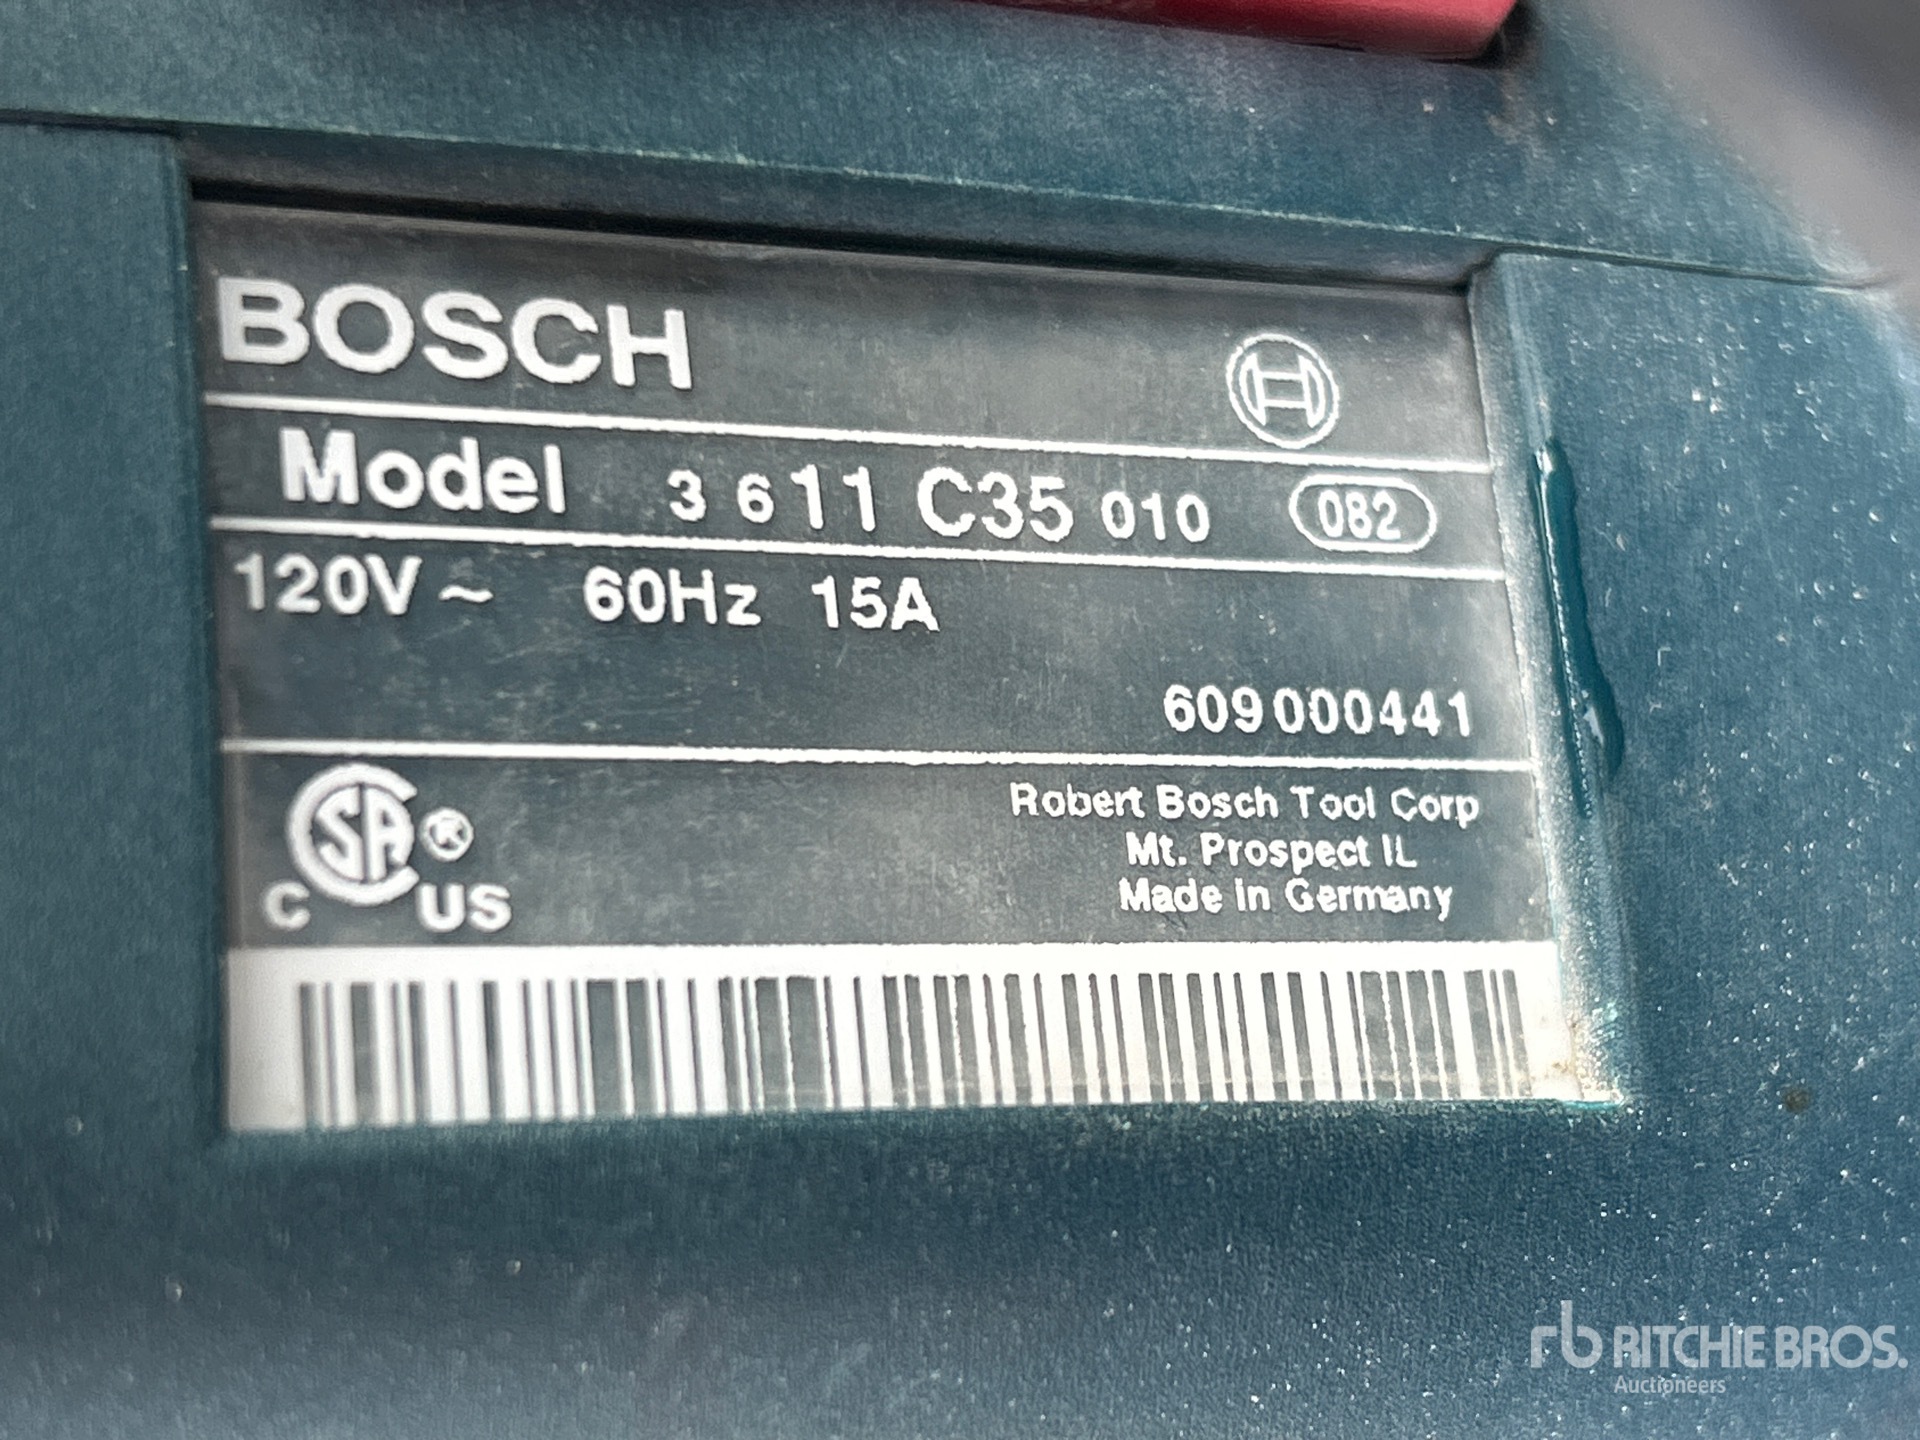 BOSCH
Model 3 611 C35 010 082
120V ~ 60Hz 15A
609000441
Robert Bosch Tool Corp
Mt. Prospect IL
Made in Germany
SA ®
C US
rb RITCHIE BROS.
Auctioneers